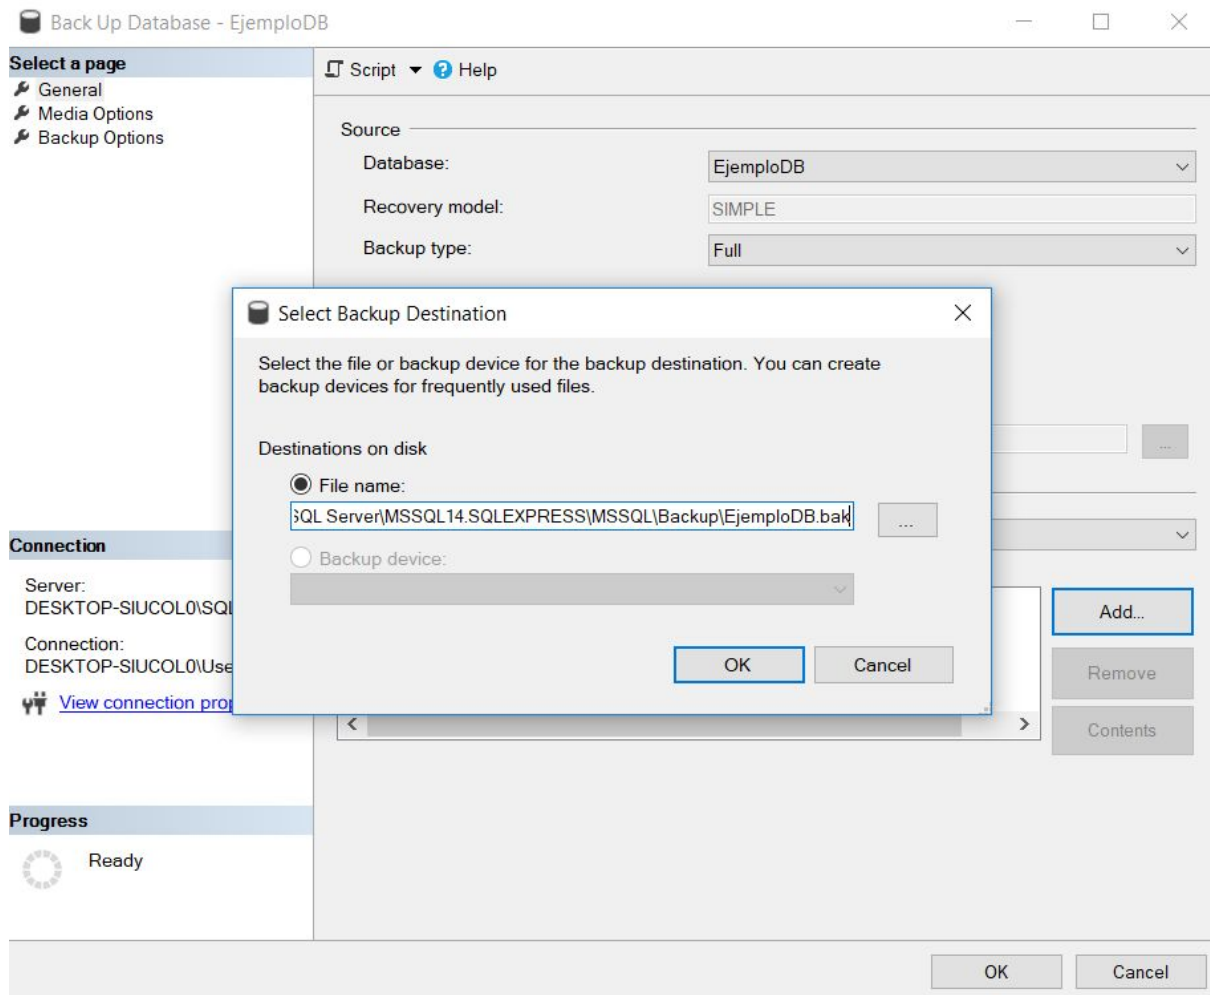 Back Up Database - EjemploDB
Select a page
General
Media Options
Backup Options
Script Help
Source
Database: EjemploDB
Recovery model: SIMPLE
Backup type: Full
Select Backup Destination
Select the file or backup device for the backup destination. You can create
backup devices for frequently used files.
Destinations on disk
File name:
SQL Server\MSSQL14.SQLEXPRESS\MSSQL\Backup\EjemploDB.bak
...
Backup device:
OK Cancel
...
Connection
Server:
DESKTOP-SIUCOL0\SQL
Connection:
DESKTOP-SIUCOL0\Use
View connection prop
Add...
Remove
Contents
Progress
Ready
OK Cancel